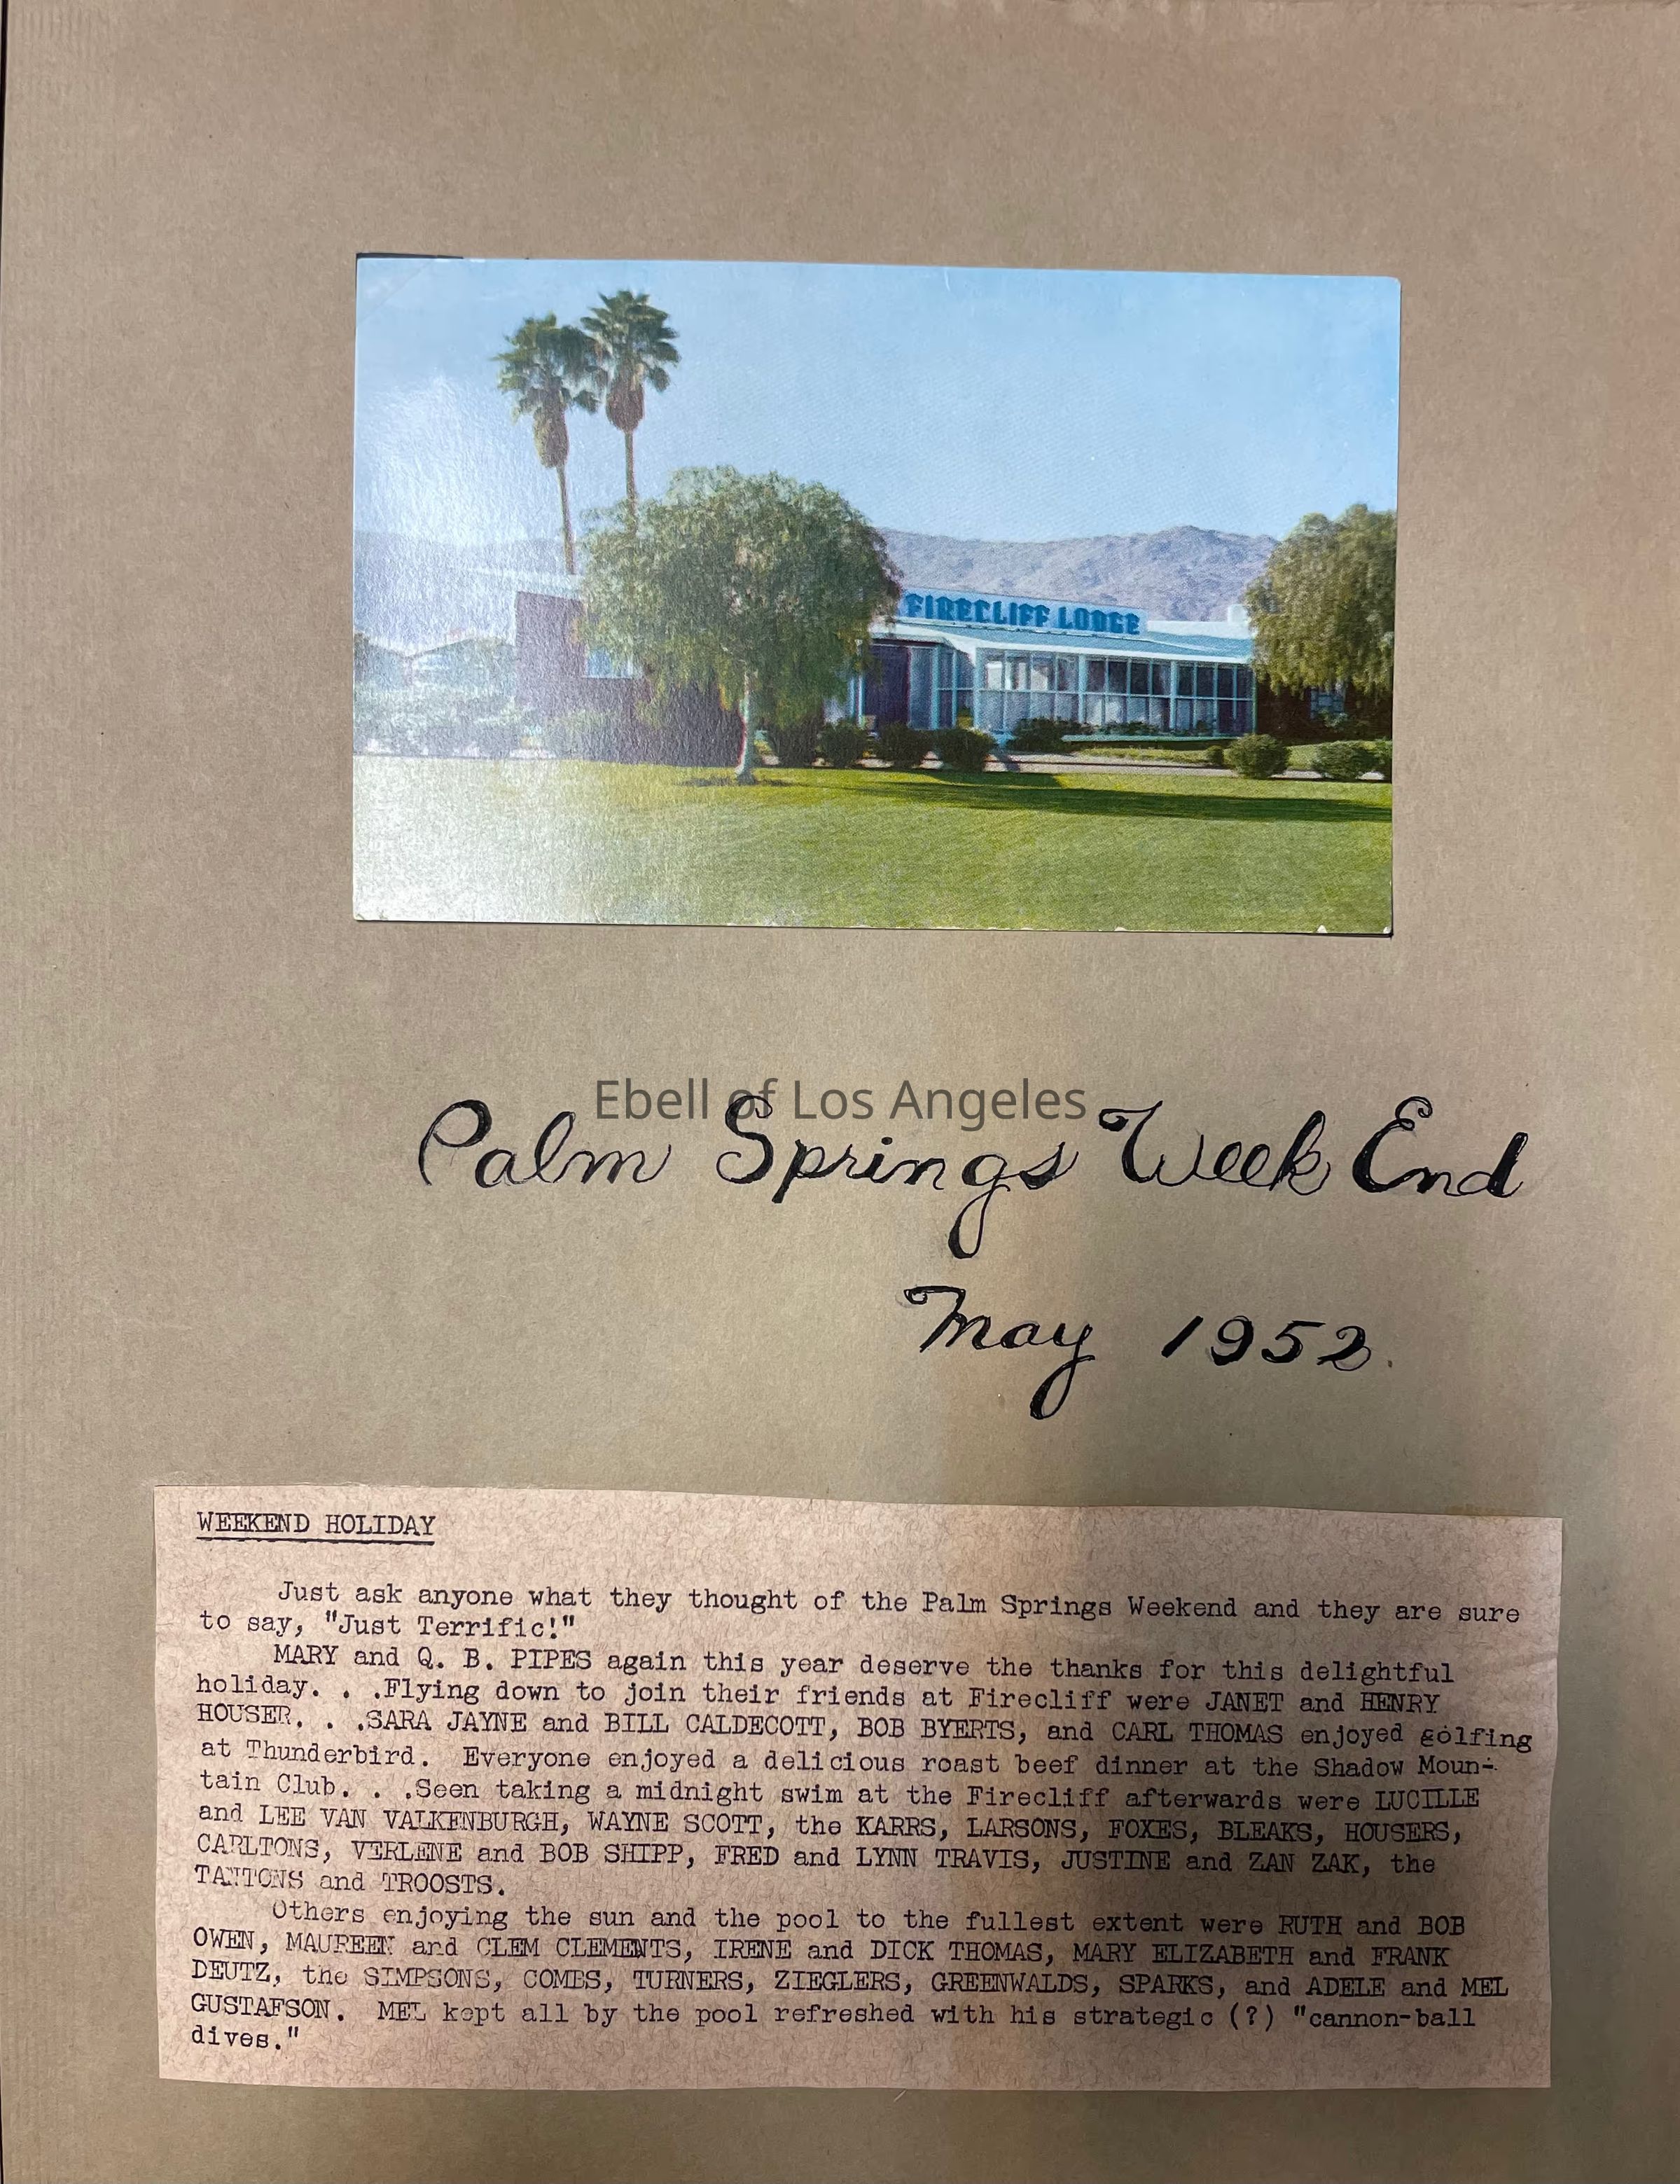 FIRECLIFF LODGE
Ebell of Los Angeles
Palm Springs Week End
May 1952.
WEEKEND HOLIDAY
Just ask anyone what they thought of the Palm Springs Weekend and they are sure
to say, "Just Terrific!"
MARY and Q. B. PIPES again this year deserve the thanks for this delightful
holiday. . .Flying down to join their friends at Firecliff were JANET and HENRY
HOUSER. . .SARA JAYNE and BILL CALDECOTT, BOB BYERTS, and CARL THOMAS enjoyed golfing
at Thunderbird. Everyone enjoyed a delicious roast beef dinner at the Shadow Moun-
tain Club. . .Seen taking a midnight swim at the Firecliff afterwards were LUCILLE
and LEE VAN VALKENBURGH, WAYNE SCOTT, the KARRS, LARSONS, FOXES, BLEAKS, HOUSERS,
CARLTONS, VERLENE and BOB SHIPP, FRED and LYNN TRAVIS, JUSTINE and ZAN ZAK, the
and TROOSTS.
Others enjoying the sun and the pool to the fullest extent were RUTH and BOB
OWEN, MAUREEN and CLEM CLEMENTS, IRENE and DICK THOMAS, MARY ELIZABETH and FRANK
DEUTZ, the SIMPSONS, COMBS, TURNERS, ZIEGLERS, GREENWALDS, SPARKS, and ADELE and MEL
GUSTAFSON. MEL kept all by the pool refreshed with his strategic (?) "cannon-ball
dives."